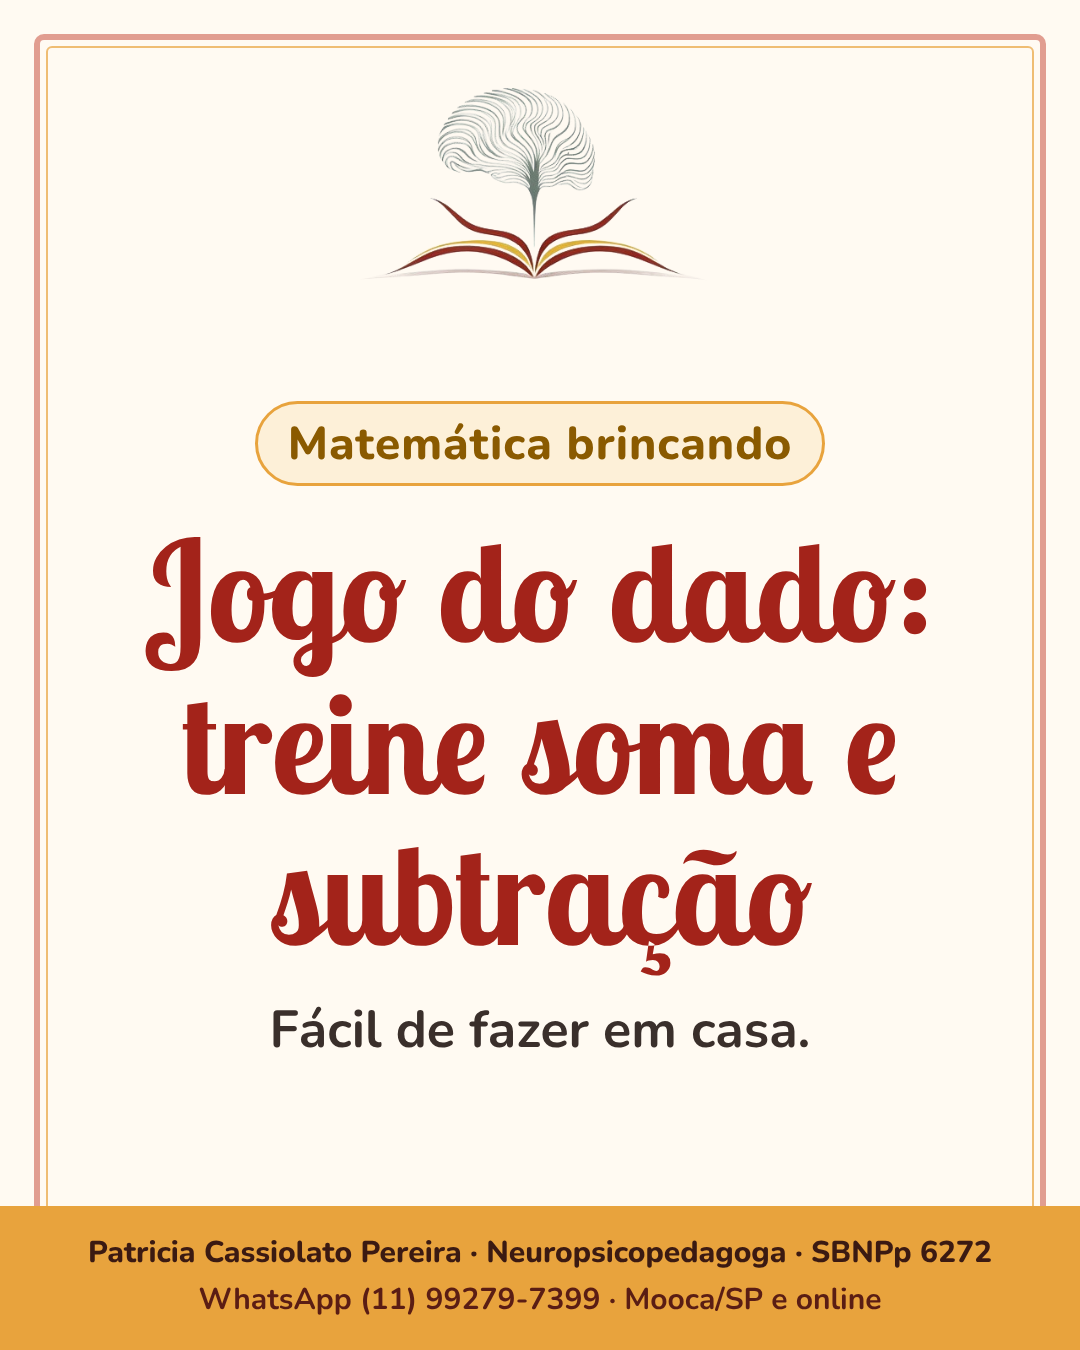 Matemática brincando
Jogo do dado:
treine soma e
subtração
Fácil de fazer em casa.
Patricia Cassiolato Pereira · Neuropsicopedagoga · SBNPp 6272
WhatsApp (11) 99279-7399 · Mooca/SP e online